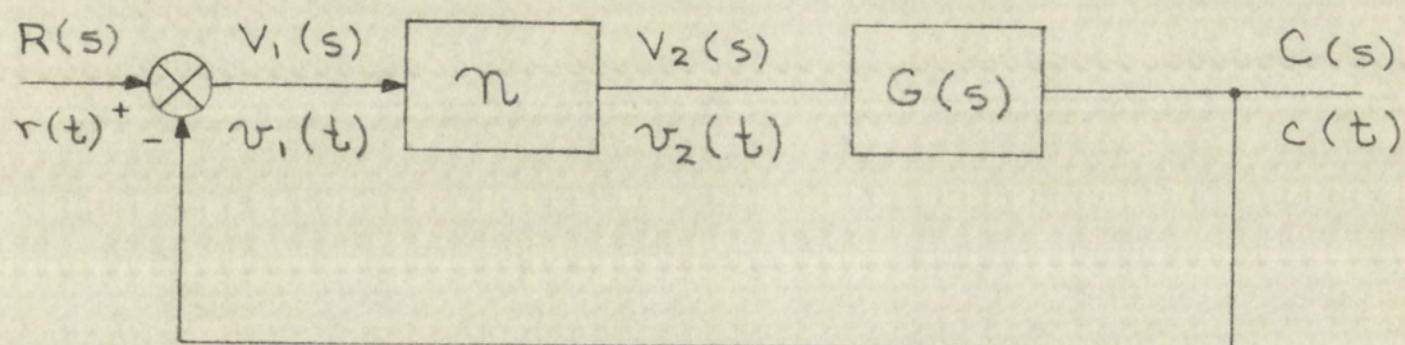 R(s) V₁(s) n V₂(s) G(s) C(s)
r(t) + - v₁(t) v₂(t) c(t)